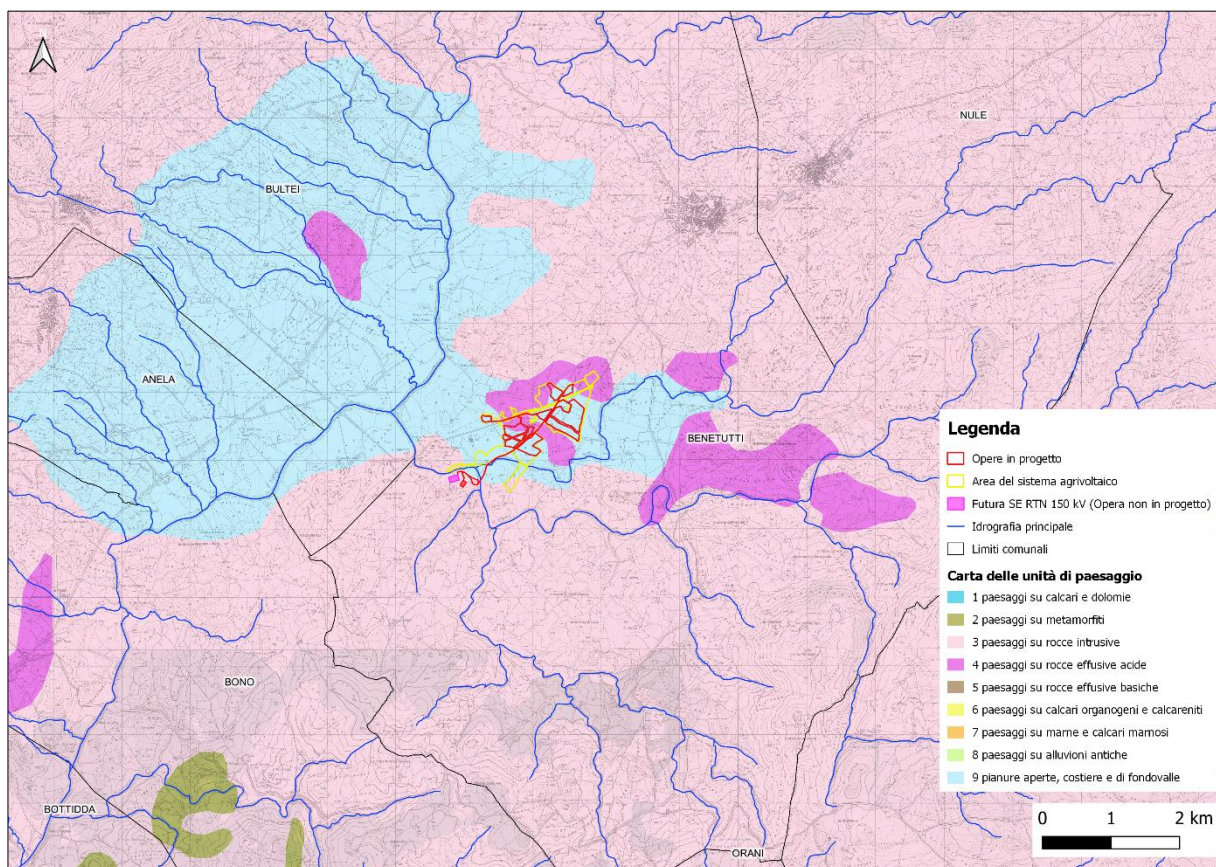 NULE
BULTEI
ANELA
BENETUTTI
BONO
BOTTIDDA
ORANI
Legenda
Opere in progetto
Area del sistema agrivoltaico
Futura SE RTN 150 kV (Opera non in progetto)
Idrografia principale
Limiti comunali
Carta delle unità di paesaggio
1 paesaggi su calcari e dolomie
2 paesaggi su metamorfiti
3 paesaggi su rocce intrusive
4 paesaggi su rocce effusive acide
5 paesaggi su rocce effusive basiche
6 paesaggi su calcari organogeni e calcareniti
7 paesaggi su marne e calcari marnosi
8 paesaggi su alluvioni antiche
9 pianure aperte, costiere e di fondovalle
0 1 2 km